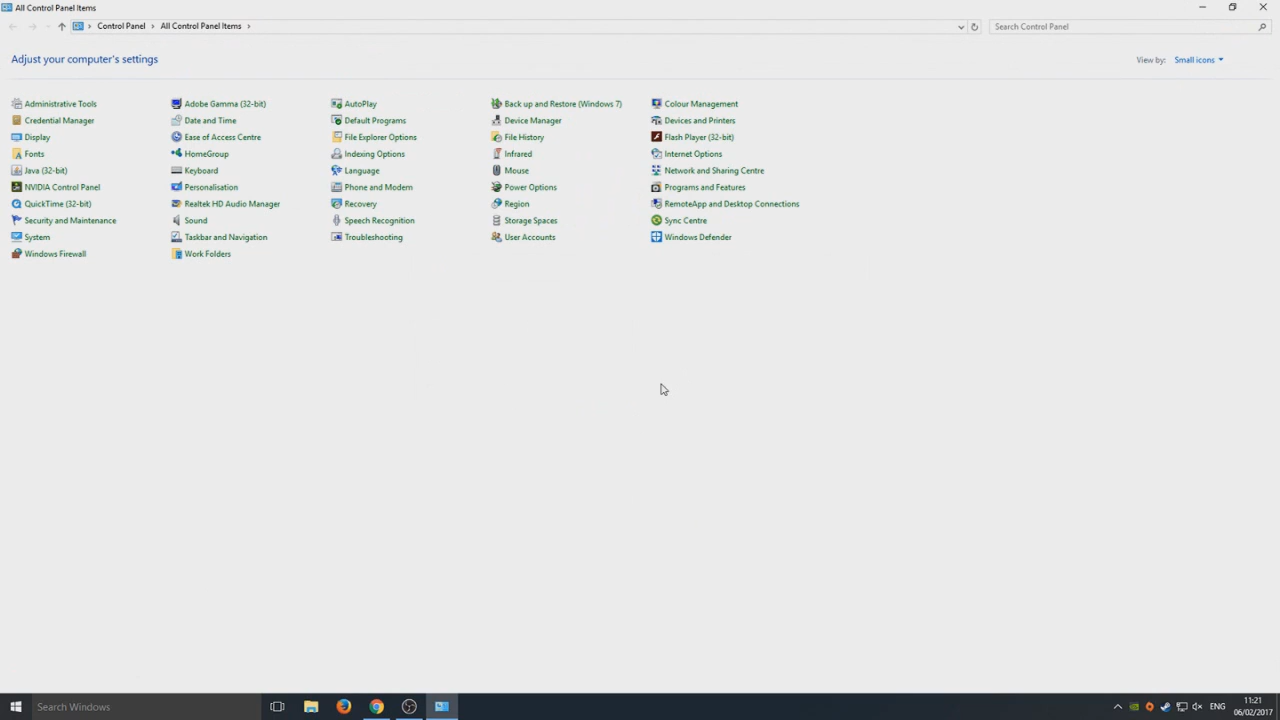 All Control Panel Items
Control Panel > All Control Panel Items >
Search Control Panel
Adjust your computer's settings
View by: Small icons
Administrative Tools
Adobe Gamma (32-bit)
AutoPlay
Back up and Restore (Windows 7)
Colour Management
Credential Manager
Date and Time
Default Programs
Device Manager
Devices and Printers
Display
Ease of Access Centre
File Explorer Options
File History
Flash Player (32-bit)
Fonts
HomeGroup
Indexing Options
Infrared
Internet Options
Java (32-bit)
Keyboard
Language
Mouse
Network and Sharing Centre
NVIDIA Control Panel
Personalisation
Phone and Modem
Power Options
Programs and Features
QuickTime (32-bit)
Realtek HD Audio Manager
Recovery
Region
RemoteApp and Desktop Connections
Security and Maintenance
Sound
Speech Recognition
Storage Spaces
Sync Centre
System
Taskbar and Navigation
Troubleshooting
User Accounts
Windows Defender
Windows Firewall
Work Folders
Search Windows
ENG
11:21
06/02/2017